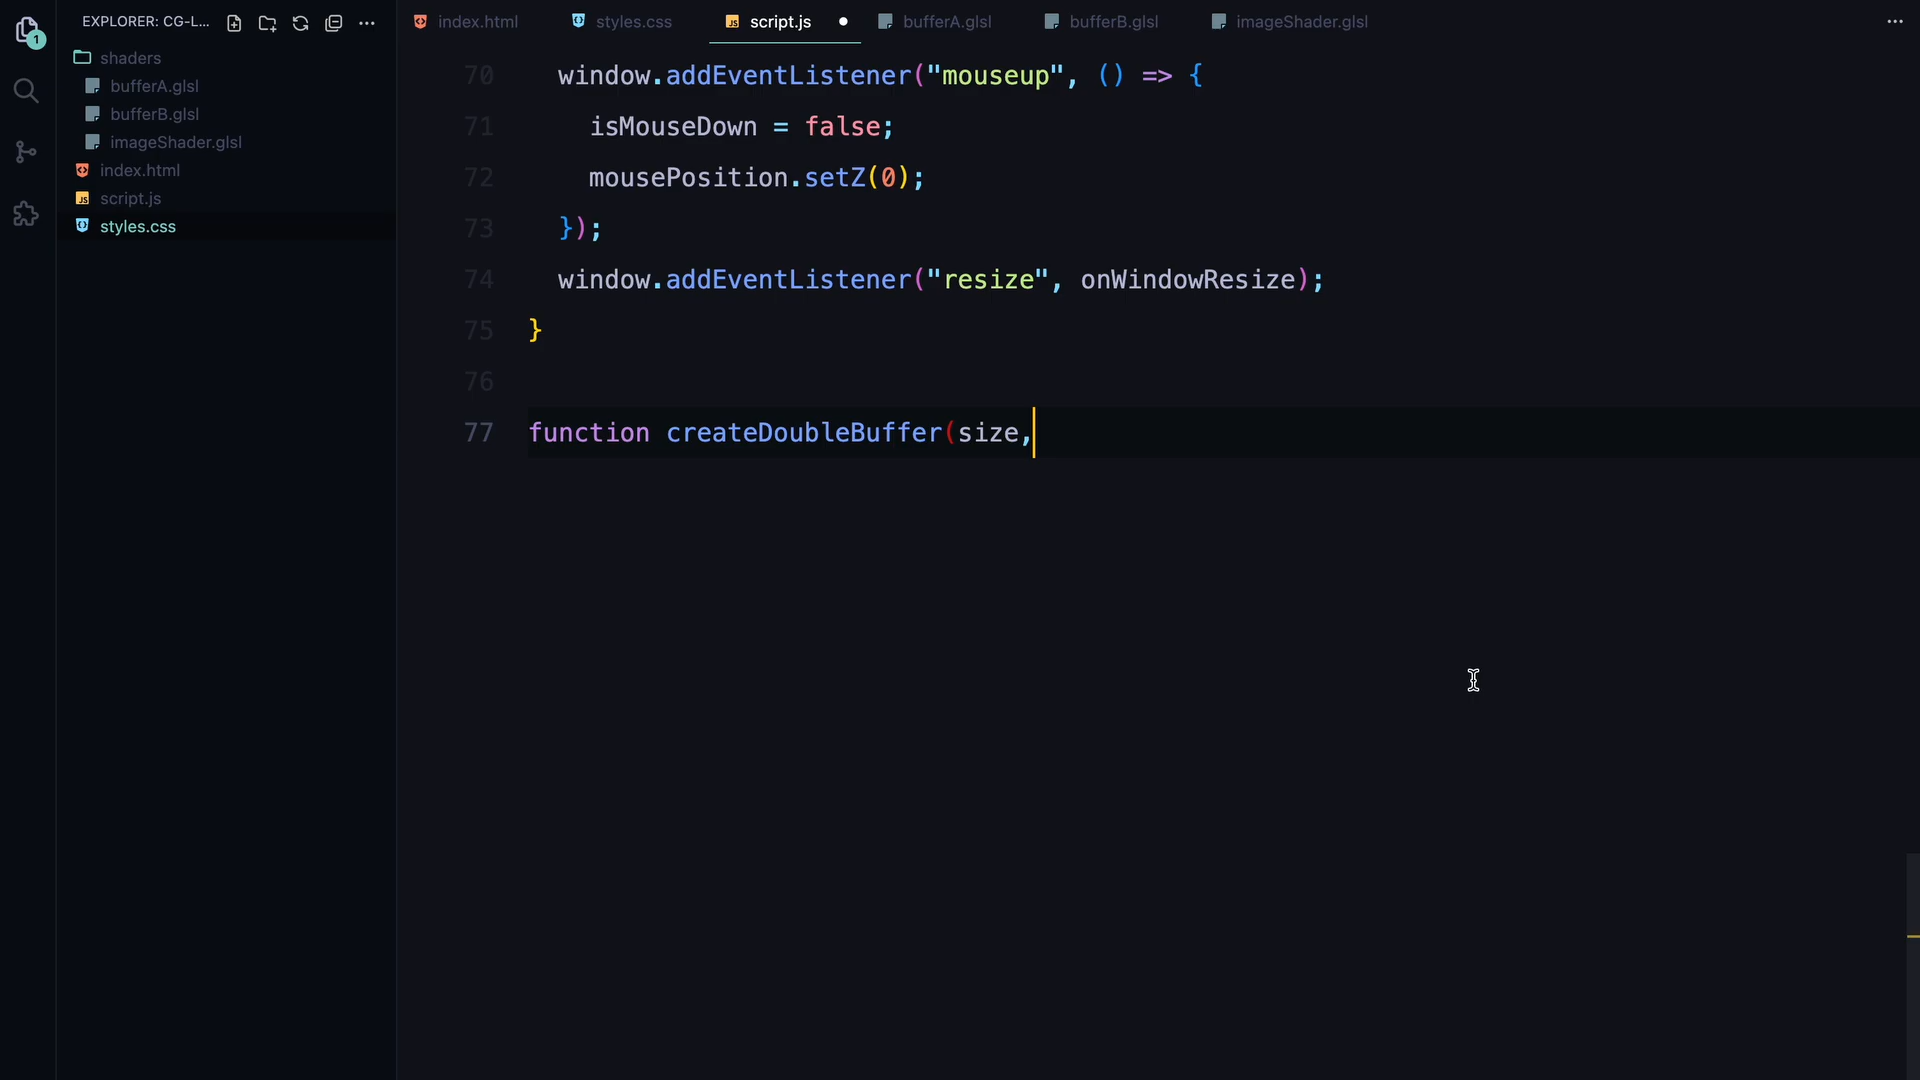 EXPLORER: CG-L...
shaders
bufferA.glsl
bufferB.glsl
imageShader.glsl
index.html
script.js
styles.css
1
index.html
styles.css
script.js
bufferA.glsl
bufferB.glsl
imageShader.glsl
70 window.addEventListener("mouseup", () => {
71 isMouseDown = false;
72 mousePosition.setZ(0);
73 });
74 window.addEventListener("resize", onWindowResize);
75 }
76
77 function createDoubleBuffer(size,